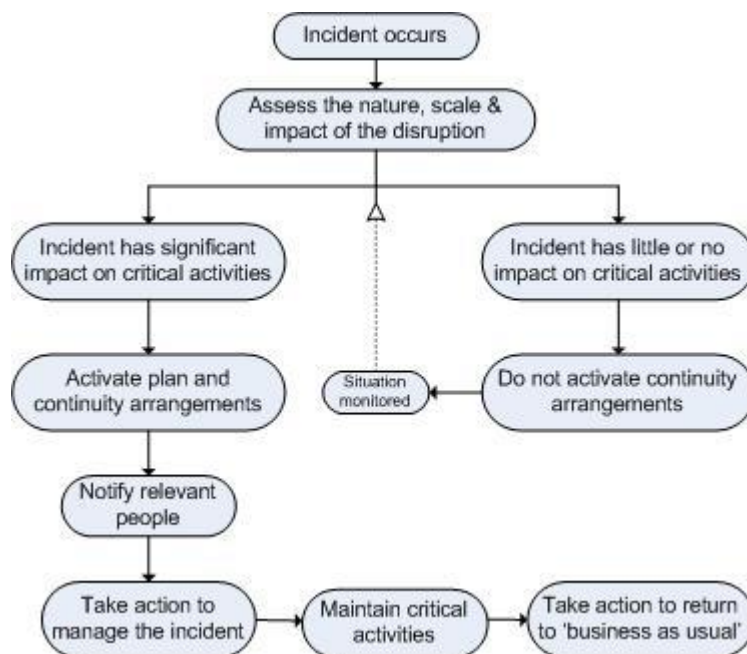 Incident occurs
Assess the nature, scale &
impact of the disruption
Incident has significant
impact on critical activities
Incident has little or no
impact on critical activities
Activate plan and
continuity arrangements
Situation
monitored
Do not activate continuity
arrangements
Notify relevant
people
Take action to
manage the incident
Maintain critical
activities
Take action to return
to 'business as usual'